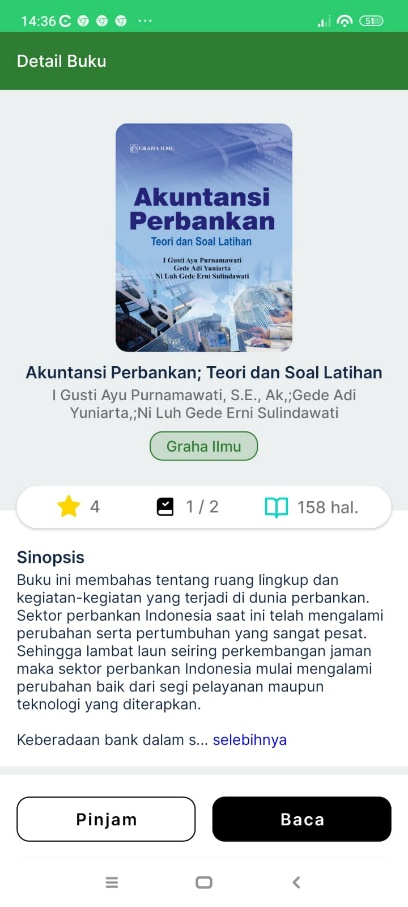 14:36
51
Detail Buku
GRAHA ILMU
Akuntansi
Perbankan
Teori dan Soal Latihan
I Gusti Ayu Purnamawati
Gede Adi Yuniarta
Ni Luh Gede Erni Sulindawati
Akuntansi Perbankan; Teori dan Soal Latihan
I Gusti Ayu Purnamawati, S.E., Ak,;Gede Adi
Yuniarta,;Ni Luh Gede Erni Sulindawati
Graha Ilmu
4
1 / 2
158 hal.
Sinopsis
Buku ini membahas tentang ruang lingkup dan
kegiatan-kegiatan yang terjadi di dunia perbankan.
Sektor perbankan Indonesia saat ini telah mengalami
perubahan serta pertumbuhan yang sangat pesat.
Sehingga lambat laun seiring perkembangan jaman
maka sektor perbankan Indonesia mulai mengalami
perubahan baik dari segi pelayanan maupun
teknologi yang diterapkan.
Keberadaan bank dalam s... selebihnya
Pinjam
Baca